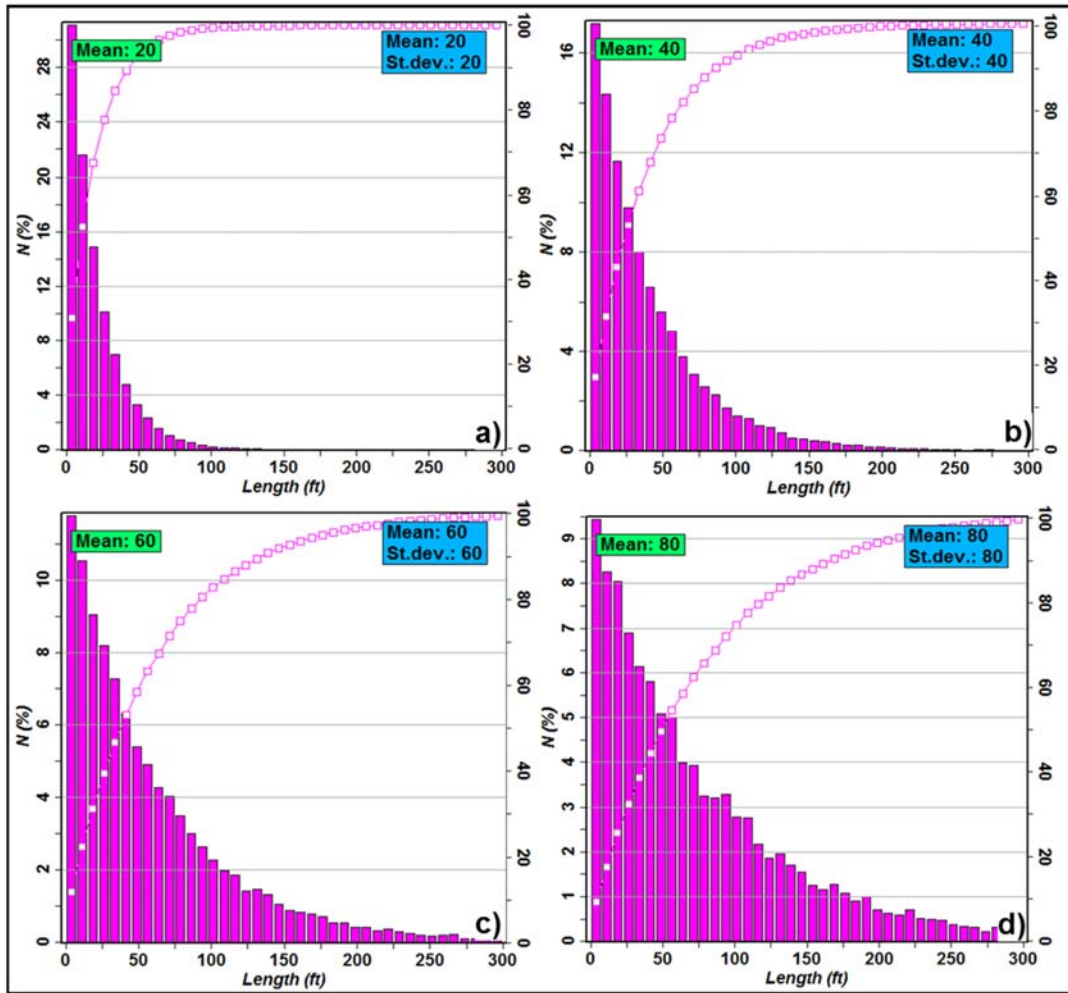 Mean: 20
Mean: 20
St.dev.: 20
N (%)
28
24
20
16
12
8
4
0
100
80
60
40
20
0
a)
0 50 100 150 200 250 300
Length (ft)
Mean: 40
Mean: 40
St.dev.: 40
N (%)
16
12
8
4
0
100
80
60
40
20
0
b)
0 50 100 150 200 250 300
Length (ft)
Mean: 60
Mean: 60
St.dev.: 60
N (%)
10
8
6
4
2
0
100
80
60
40
20
0
c)
0 50 100 150 200 250 300
Length (ft)
Mean: 80
Mean: 80
St.dev.: 80
N (%)
9
8
7
6
5
4
3
2
1
0
100
80
60
40
20
0
d)
0 50 100 150 200 250 300
Length (ft)